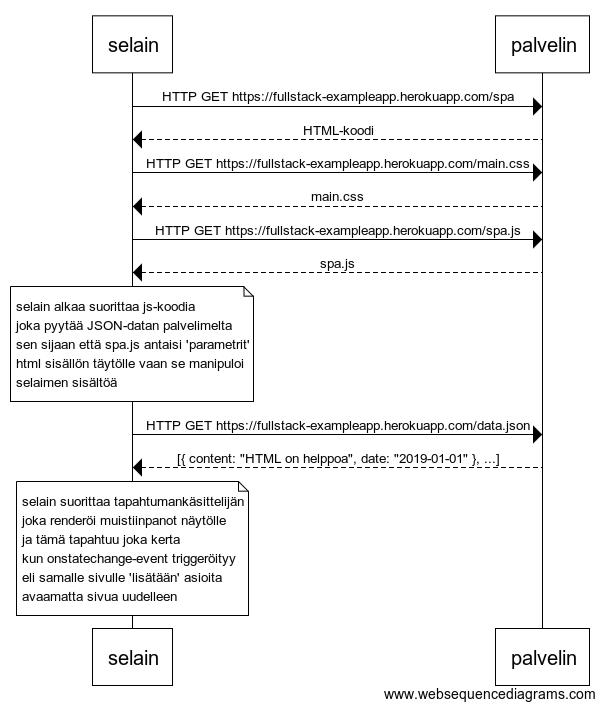 selain
palvelin
HTTP GET https://fullstack-exampleapp.herokuapp.com/spa
HTML-koodi
HTTP GET https://fullstack-exampleapp.herokuapp.com/main.css
main.css
HTTP GET https://fullstack-exampleapp.herokuapp.com/spa.js
spa.js
selain alkaa suorittaa js-koodia
joka pyytää JSON-datan palvelimelta
sen sijaan että spa.js antaisi 'parametrit'
html sisällön täytölle vaan se manipuloi
selaimen sisältöä
HTTP GET https://fullstack-exampleapp.herokuapp.com/data.json
[{ content: "HTML on helppoa", date: "2019-01-01" }, ...]
selain suorittaa tapahtumankäsittelijän
joka renderöi muistiinpanot näytölle
ja tämä tapahtuu joka kerta
kun onstatechange-event triggeröityy
eli samalle sivulle 'lisätään' asioita
avaamatta sivua uudelleen
selain
palvelin
www.websequencediagrams.com